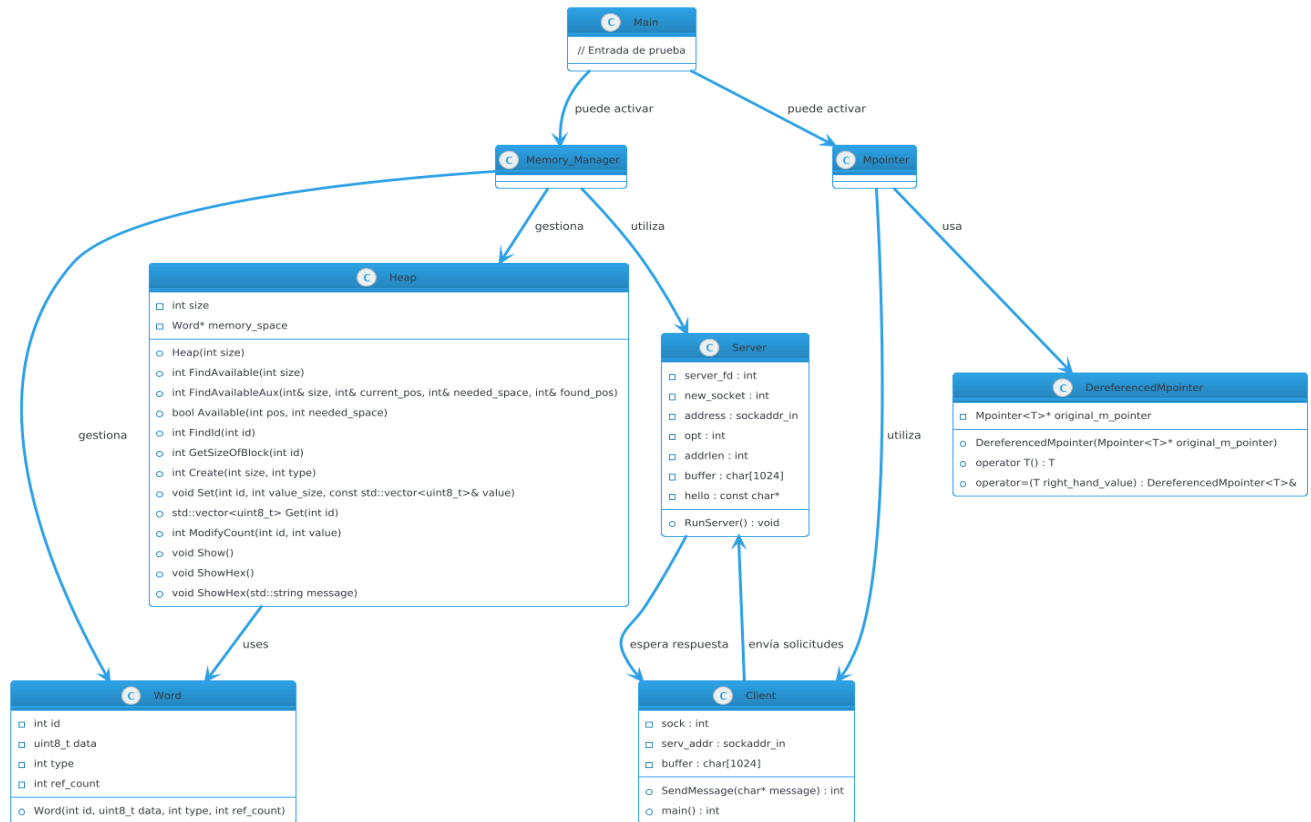 C Main
// Entrada de prueba
puede activar
puede activar
C Memory_Manager
C Mpointer
gestiona
utiliza
usa
C Heap
int size
Word* memory_space
Heap(int size)
int FindAvailable(int size)
int FindAvailableAux(int& size, int& current_pos, int& needed_space, int& found_pos)
bool Available(int pos, int needed_space)
int FindId(int id)
int GetSizeOfBlock(int id)
int Create(int size, int type)
void Set(int id, int value_size, const std::vector<uint8_t>& value)
std::vector<uint8_t> Get(int id)
int ModifyCount(int id, int value)
void Show()
void ShowHex()
void ShowHex(std::string message)
C Server
server_fd : int
new_socket : int
address : sockaddr_in
opt : int
addrlen : int
buffer : char[1024]
hello : const char*
RunServer() : void
C DereferencedMpointer
Mpointer<T>* original_m_pointer
DereferencedMpointer(Mpointer<T>* original_m_pointer)
operator T() : T
operator=(T right_hand_value) : DereferencedMpointer<T>&
gestiona
utiliza
uses
espera respuesta
envía solicitudes
C Word
int id
uint8_t data
int type
int ref_count
Word(int id, uint8_t data, int type, int ref_count)
C Client
sock : int
serv_addr : sockaddr_in
buffer : char[1024]
SendMessage(char* message) : int
main() : int